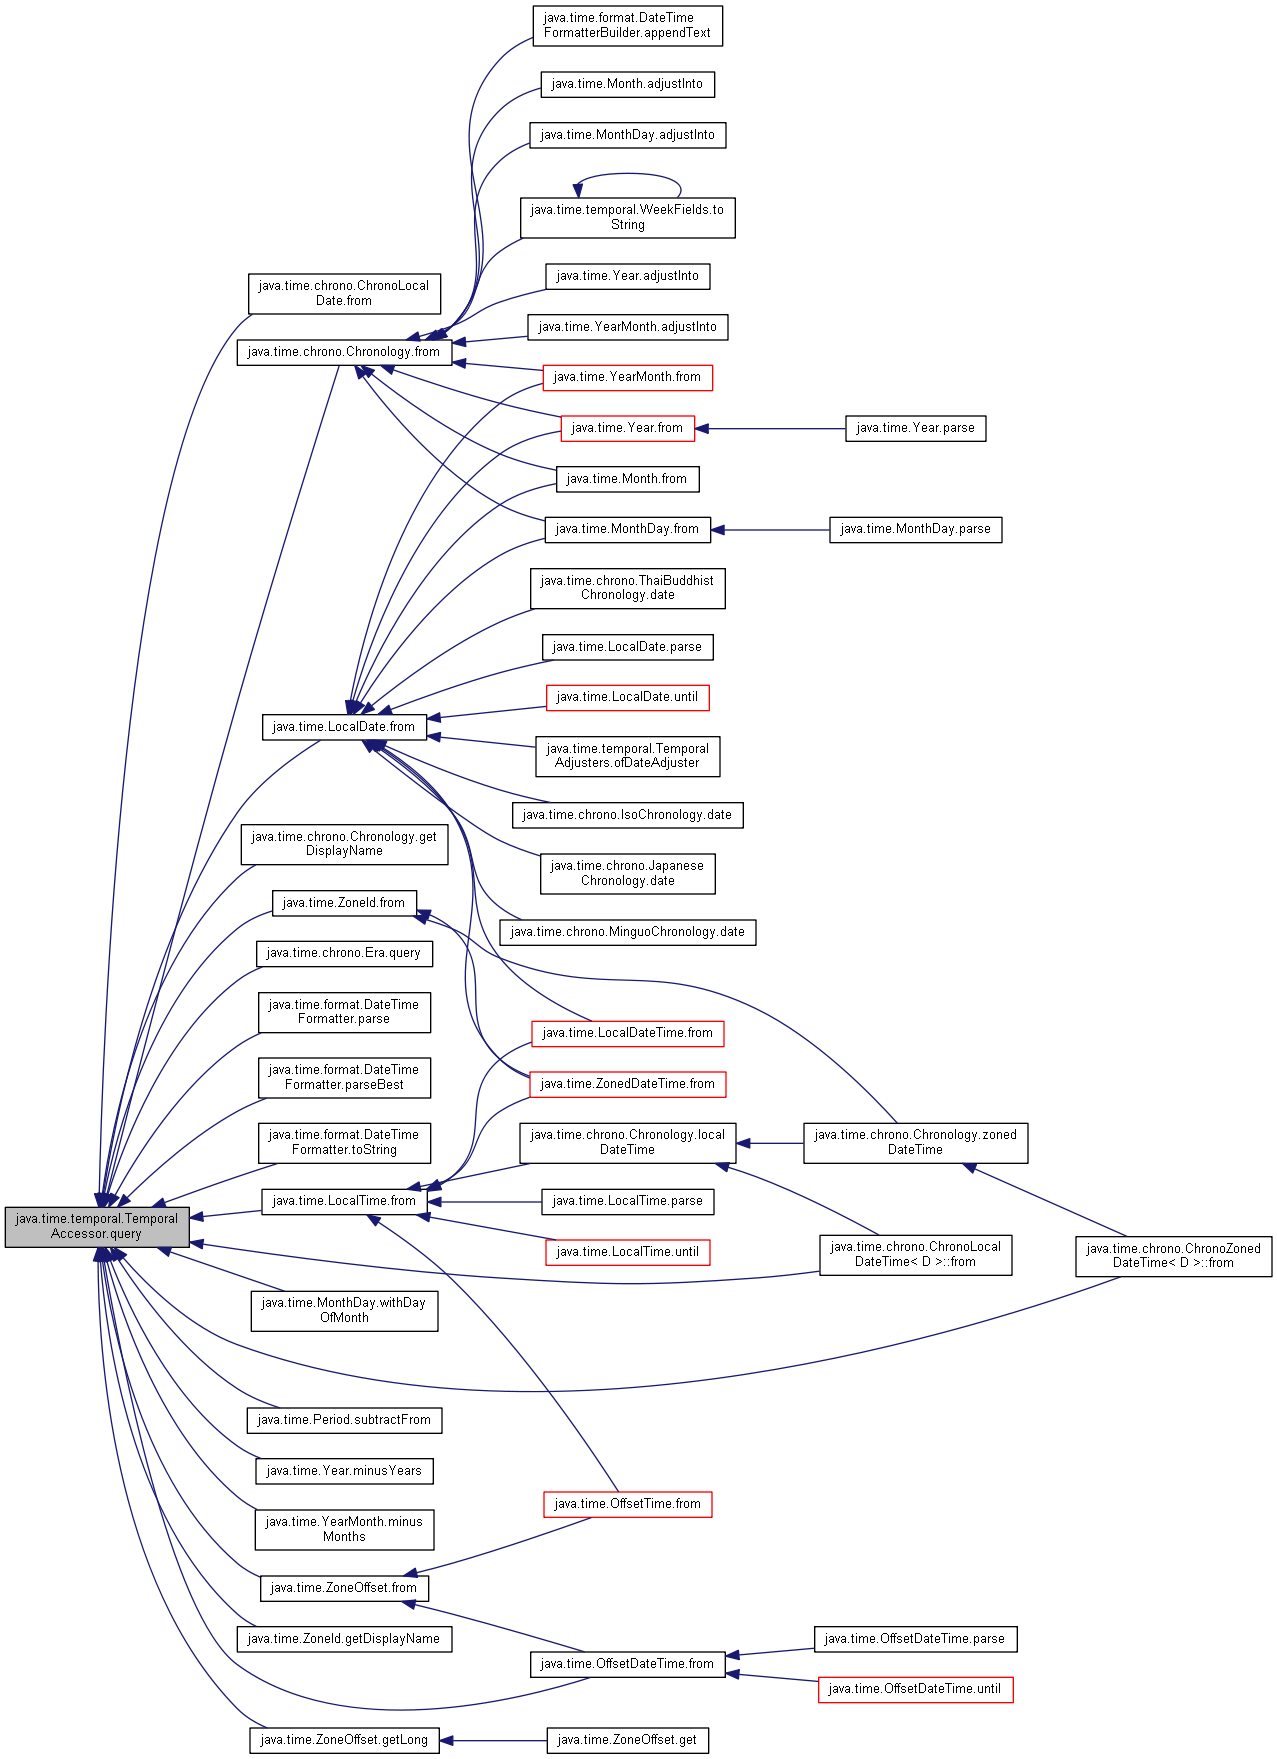 java.time.format.DateTime
FormatterBuilder.appendText
java.time.Month.adjustInto
java.time.MonthDay.adjustInto
java.time.temporal.WeekFields.to
String
java.time.Year.adjustInto
java.time.chrono.ChronoLocal
Date.from
java.time.YearMonth.adjustInto
java.time.chrono.Chronology.from
java.time.YearMonth.from
java.time.Year.from
java.time.Year.parse
java.time.Month.from
java.time.MonthDay.from
java.time.MonthDay.parse
java.time.chrono.ThaiBuddhist
Chronology.date
java.time.LocalDate.parse
java.time.LocalDate.until
java.time.LocalDate.from
java.time.temporal.Temporal
Adjusters.ofDateAdjuster
java.time.chrono.IsoChronology.date
java.time.chrono.Chronology.get
DisplayName
java.time.chrono.Japanese
Chronology.date
java.time.ZoneId.from
java.time.chrono.MinguoChronology.date
java.time.chrono.Era.query
java.time.format.DateTime
Formatter.parse
java.time.LocalDateTime.from
java.time.format.DateTime
Formatter.parseBest
java.time.ZonedDateTime.from
java.time.format.DateTime
Formatter.toString
java.time.chrono.Chronology.local
DateTime
java.time.chrono.Chronology.zoned
DateTime
java.time.LocalTime.from
java.time.LocalTime.parse
java.time.temporal.Temporal
Accessor.query
java.time.LocalTime.until
java.time.chrono.ChronoLocal
DateTime< D >::from
java.time.chrono.ChronoZoned
DateTime< D >::from
java.time.MonthDay.withDay
OfMonth
java.time.Period.subtractFrom
java.time.Year.minusYears
java.time.OffsetTime.from
java.time.YearMonth.minus
Months
java.time.ZoneOffset.from
java.time.ZoneId.getDisplayName
java.time.OffsetDateTime.parse
java.time.OffsetDateTime.from
java.time.OffsetDateTime.until
java.time.ZoneOffset.getLong
java.time.ZoneOffset.get